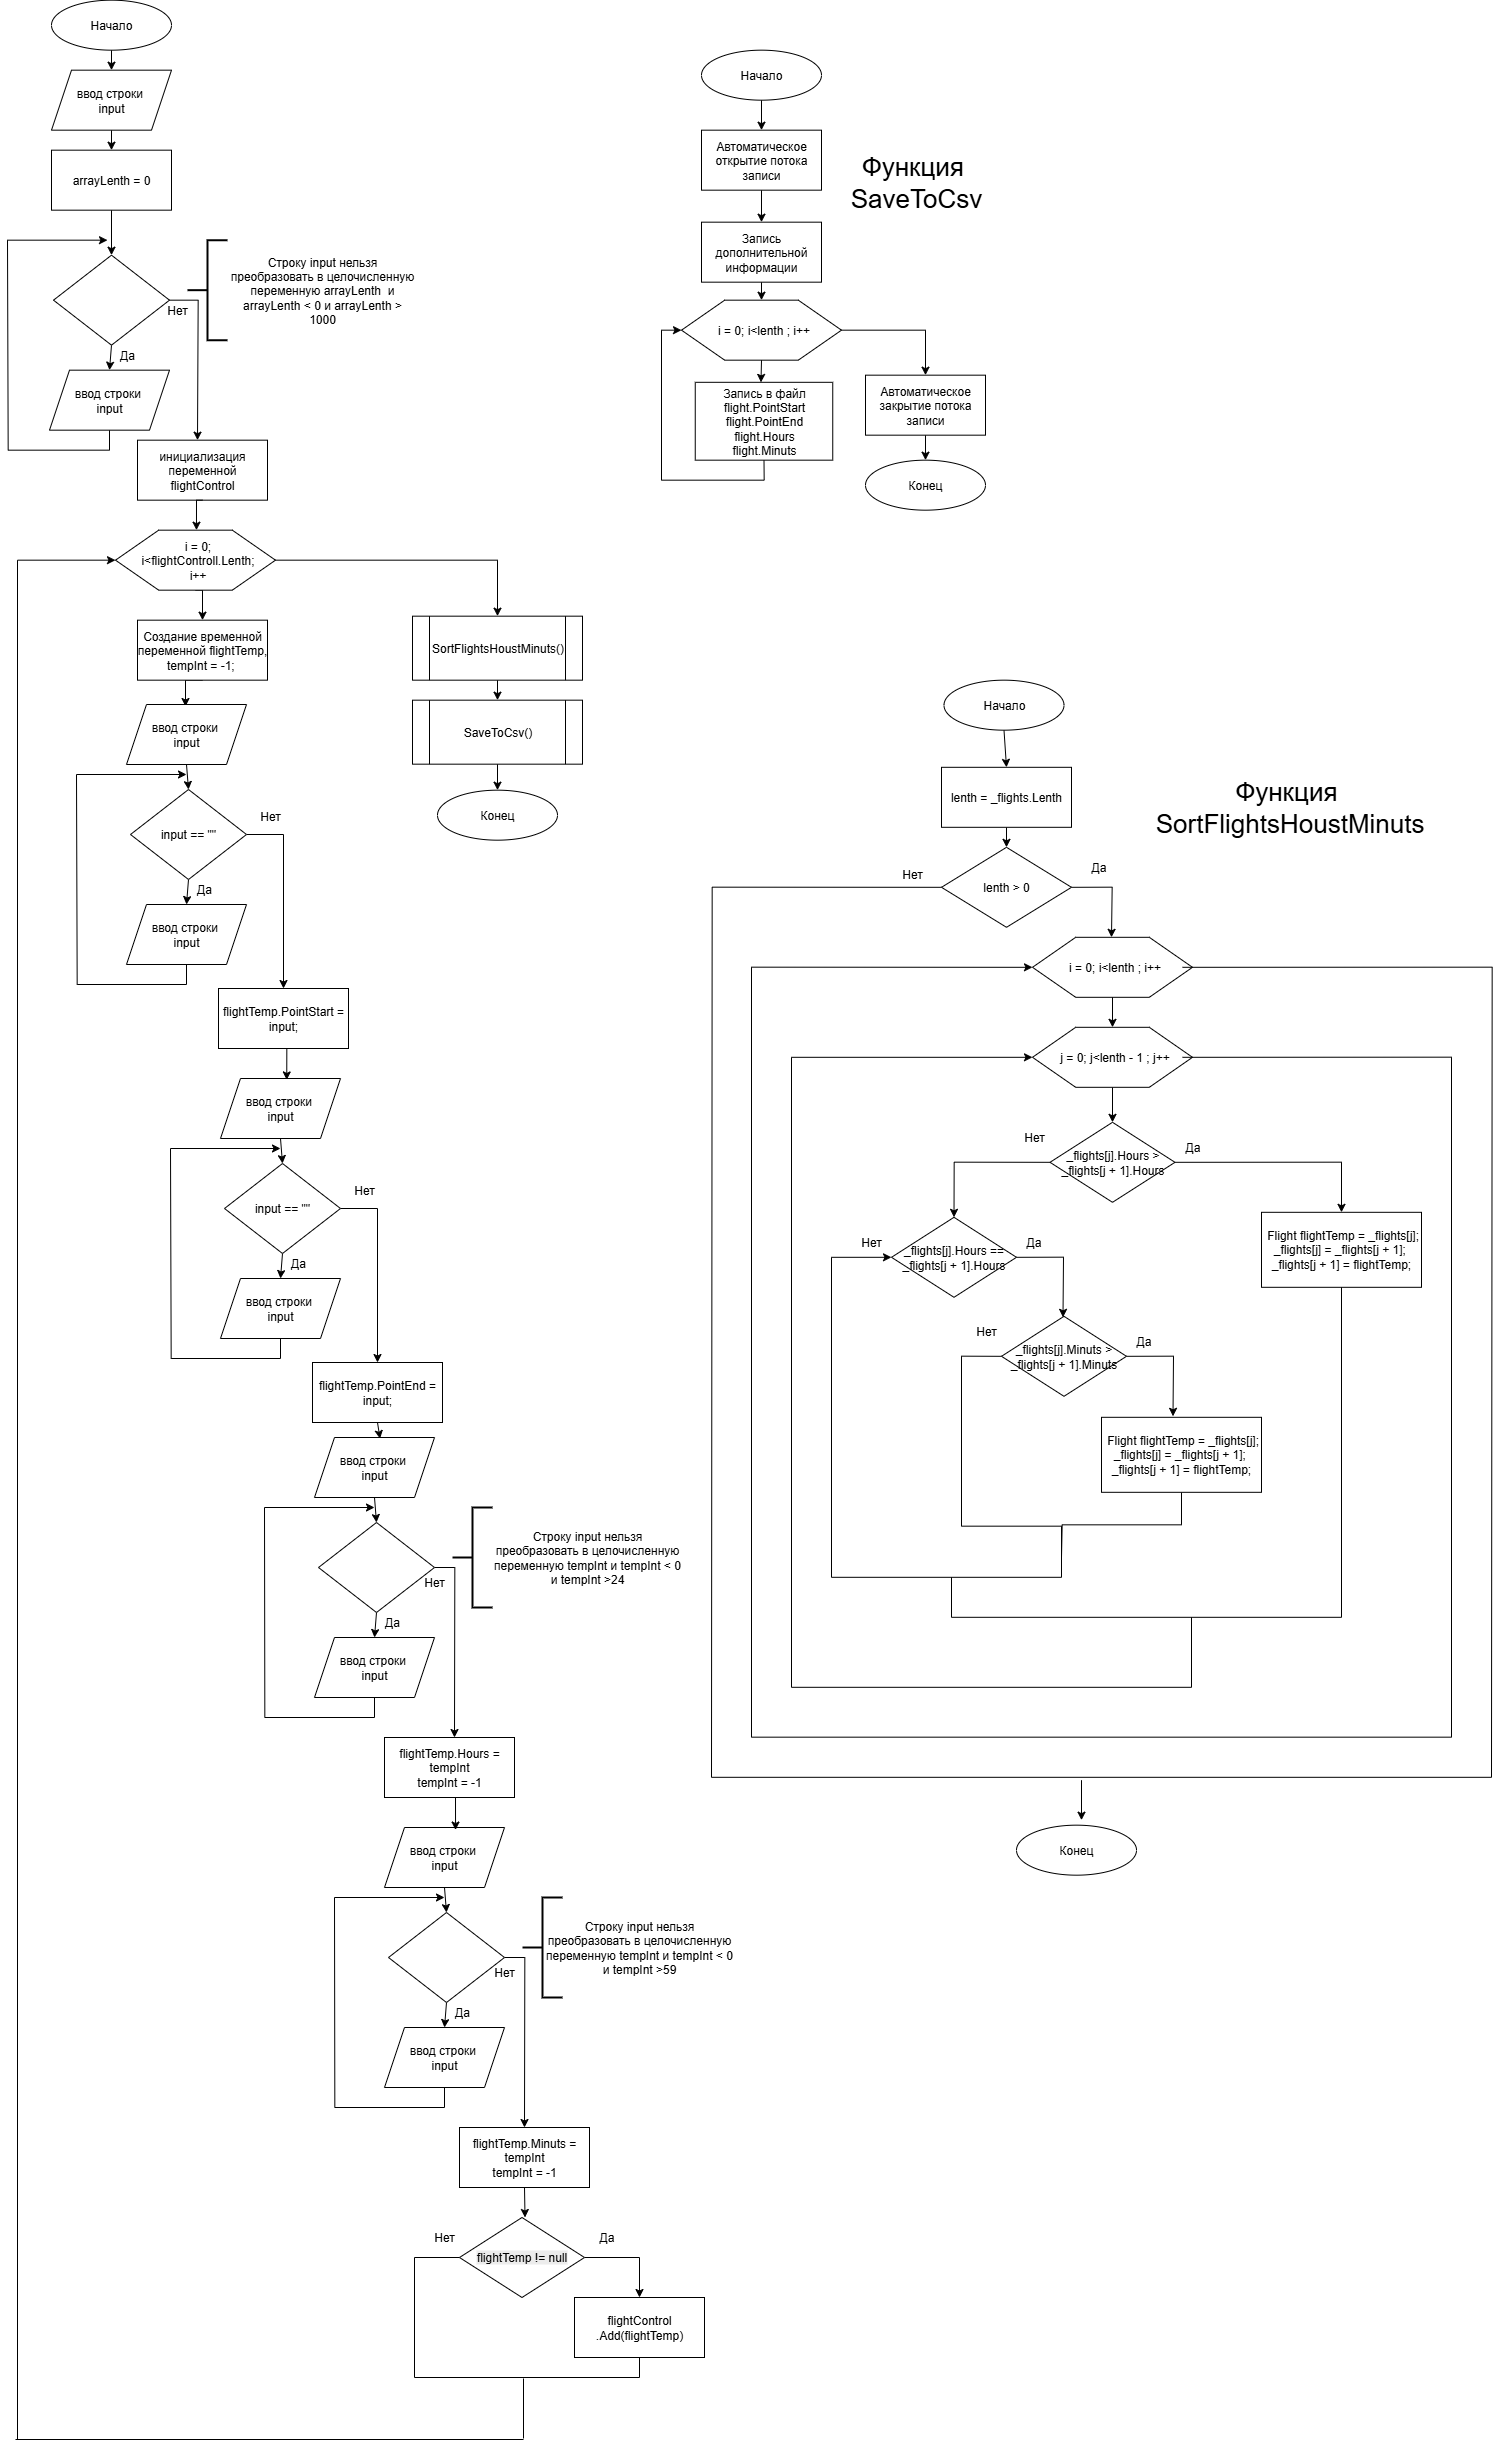 Начало
ввод строки
input
arrayLenth = 0
Строку input нельзя
преобразовать в целочисленную
переменную arrayLenth  и
arrayLenth < 0 и arrayLenth >
1000
Нет
Да
ввод строки
input
инициализация
переменной
flightControl
i = 0;
i<flightControll.Lenth;
i++
Создание временной
переменной flightTemp,
tempInt = -1;
SortFlightsHoustMinuts()
SaveToCsv()
Конец
ввод строки
input
input == ""
Нет
Да
ввод строки
input
flightTemp.PointStart =
input;
ввод строки
input
input == ""
Нет
Да
ввод строки
input
flightTemp.PointEnd =
input;
ввод строки
input
Строку input нельзя
преобразовать в целочисленную
переменную tempInt и tempInt < 0
и tempInt >24
Нет
Да
ввод строки
input
flightTemp.Hours =
tempInt
tempInt = -1
ввод строки
input
Строку input нельзя
преобразовать в целочисленную
переменную tempInt и tempInt < 0
и tempInt >59
Нет
Да
ввод строки
input
flightTemp.Minuts =
tempInt
tempInt = -1
Нет
Да
flightTemp != null
flightControl
.Add(flightTemp)
Начало
Автоматическое
открытие потока
записи
Функция
SaveToCsv
Запись
дополнительной
информации
i = 0; i<lenth ; i++
Запись в файл
flight.PointStart
flight.PointEnd
flight.Hours
flight.Minuts
Автоматическое
закрытие потока
записи
Конец
Начало
lenth = _flights.Lenth
Функция
SortFlightsHoustMinuts
Нет
Да
lenth > 0
i = 0; i<lenth ; i++
j = 0; j<lenth - 1 ; j++
Нет
Да
_flights[j].Hours >
_flights[j + 1].Hours
Flight flightTemp = _flights[j];
_flights[j] = _flights[j + 1];
_flights[j + 1] = flightTemp;
Нет
Да
_flights[j].Hours ==
_flights[j + 1].Hours
Нет
Да
_flights[j].Minuts >
_flights[j + 1].Minuts
Flight flightTemp = _flights[j];
_flights[j] = _flights[j + 1];
_flights[j + 1] = flightTemp;
Конец